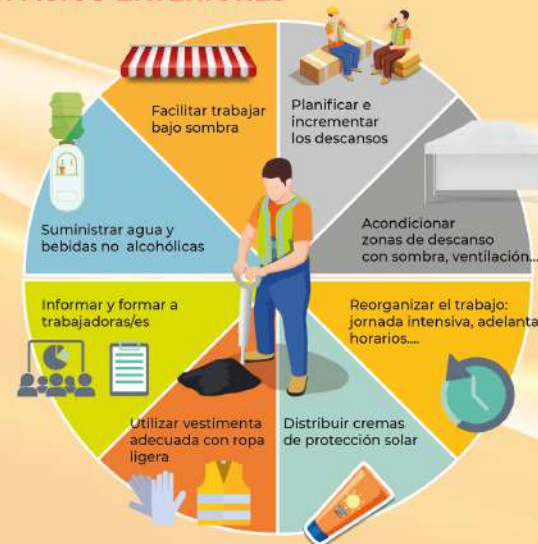 EXTERIORES
Facilitar trabajar
bajo sombra
Planificar e
incrementar
los descansos
Suministrar agua y
bebidas no alcohólicas
Acondicionar
zonas de descanso
con sombra, ventilación...
Informar y formar a
trabajadoras/es
Reorganizar el trabajo:
jornada intensiva, adelanta
horarios....
Utilizar vestimenta
adecuada con ropa
ligera
Distribuir cremas
de protección solar